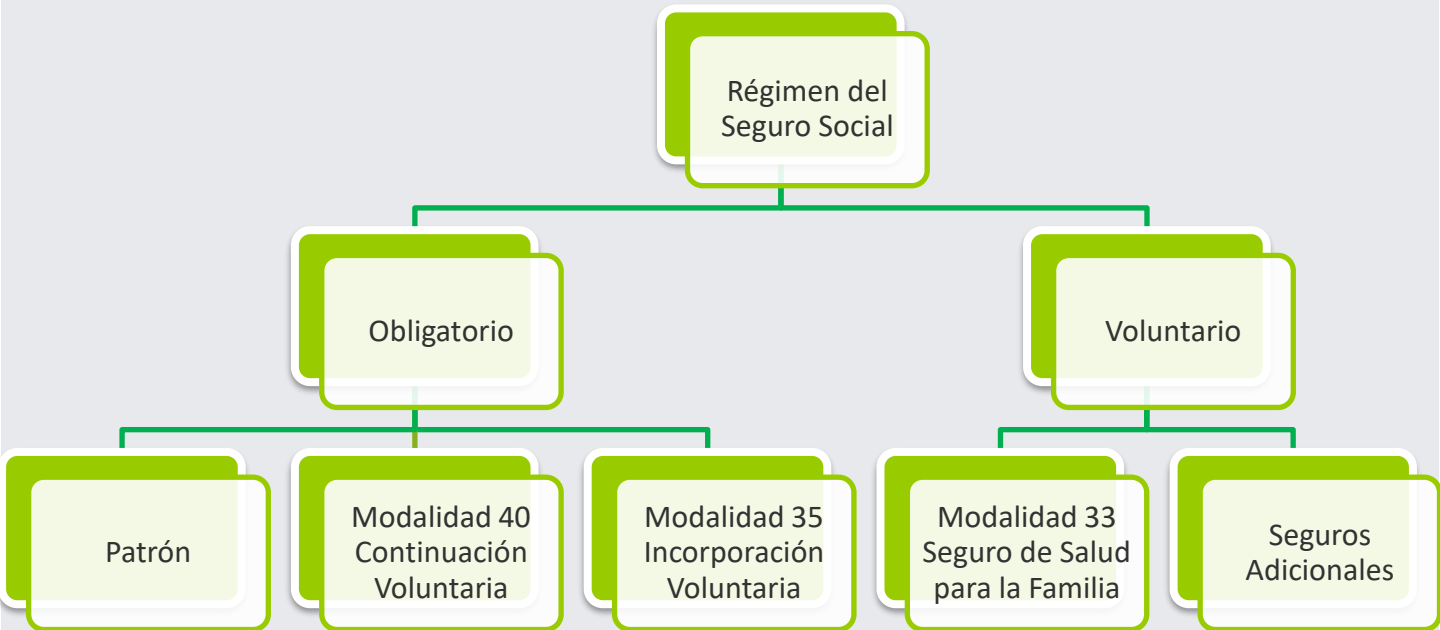 Régimen del
Seguro Social
Obligatorio
Voluntario
Patrón
Modalidad 40
Continuación
Voluntaria
Modalidad 35
Incorporación
Voluntaria
Modalidad 33
Seguro de Salud
para la Familia
Seguros
Adicionales